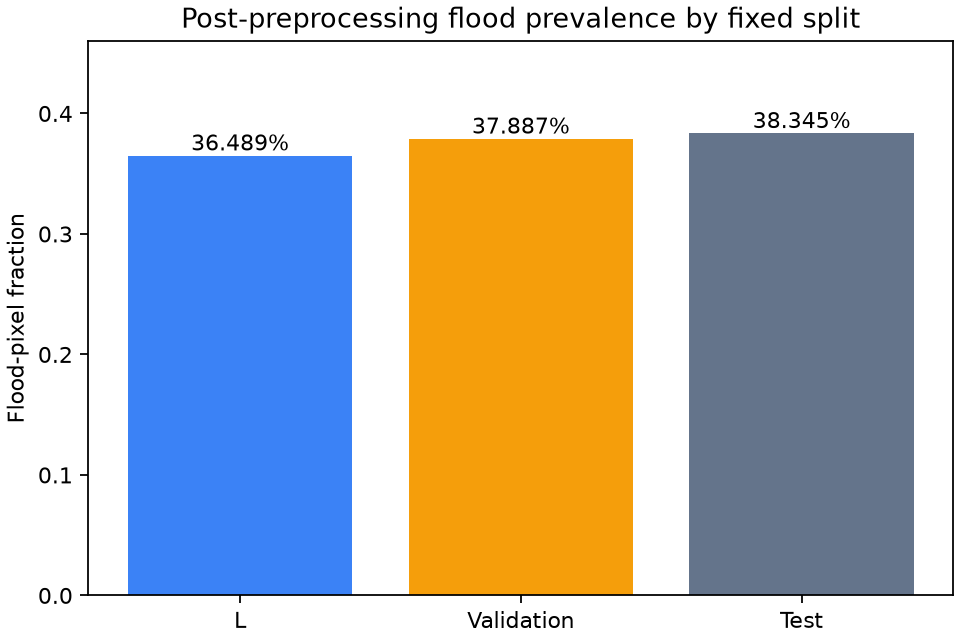 Post-preprocessing flood prevalence by fixed split
Flood-pixel fraction
0.4
0.3
0.2
0.1
0.0
36.489%
37.887%
38.345%
L
Validation
Test